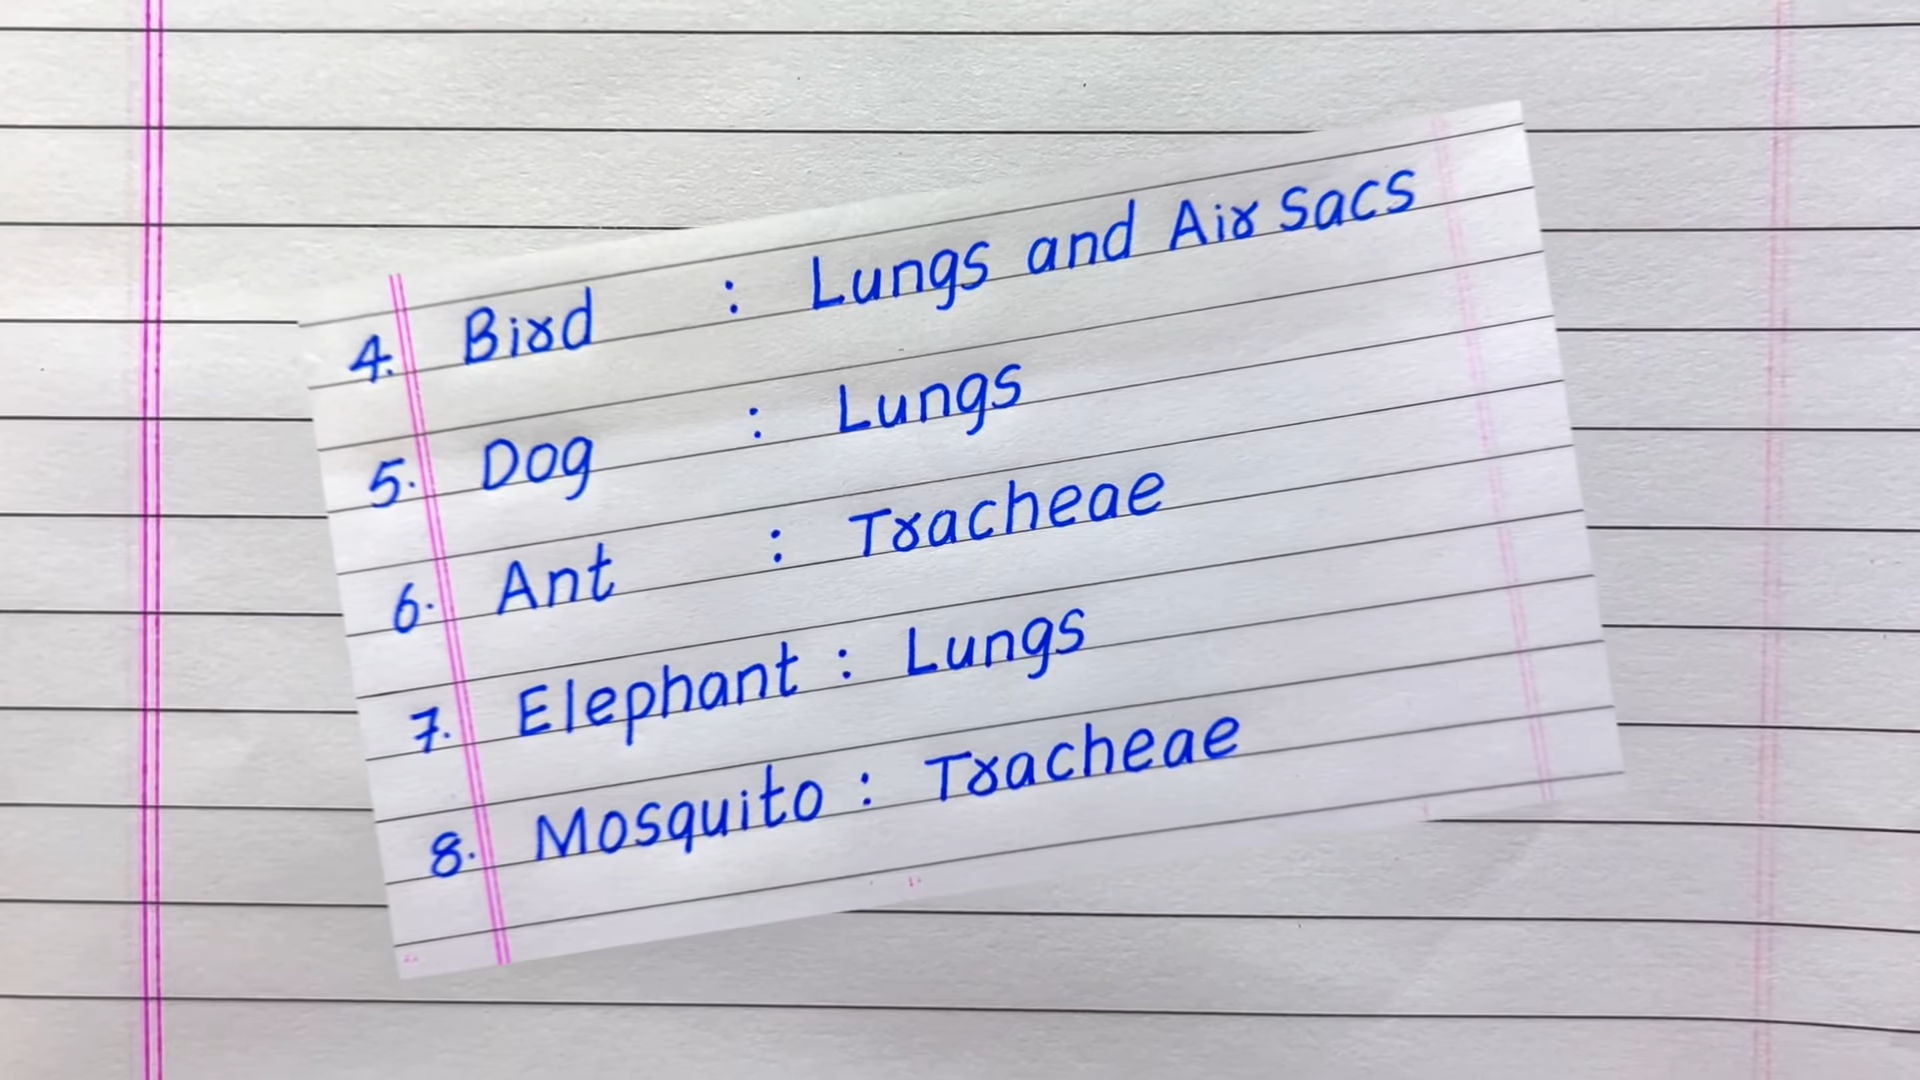 4. Bird : Lungs and Air Sacs
5. Dog : Lungs
6. Ant : Tracheae
7. Elephant : Lungs
8. Mosquito : Tracheae